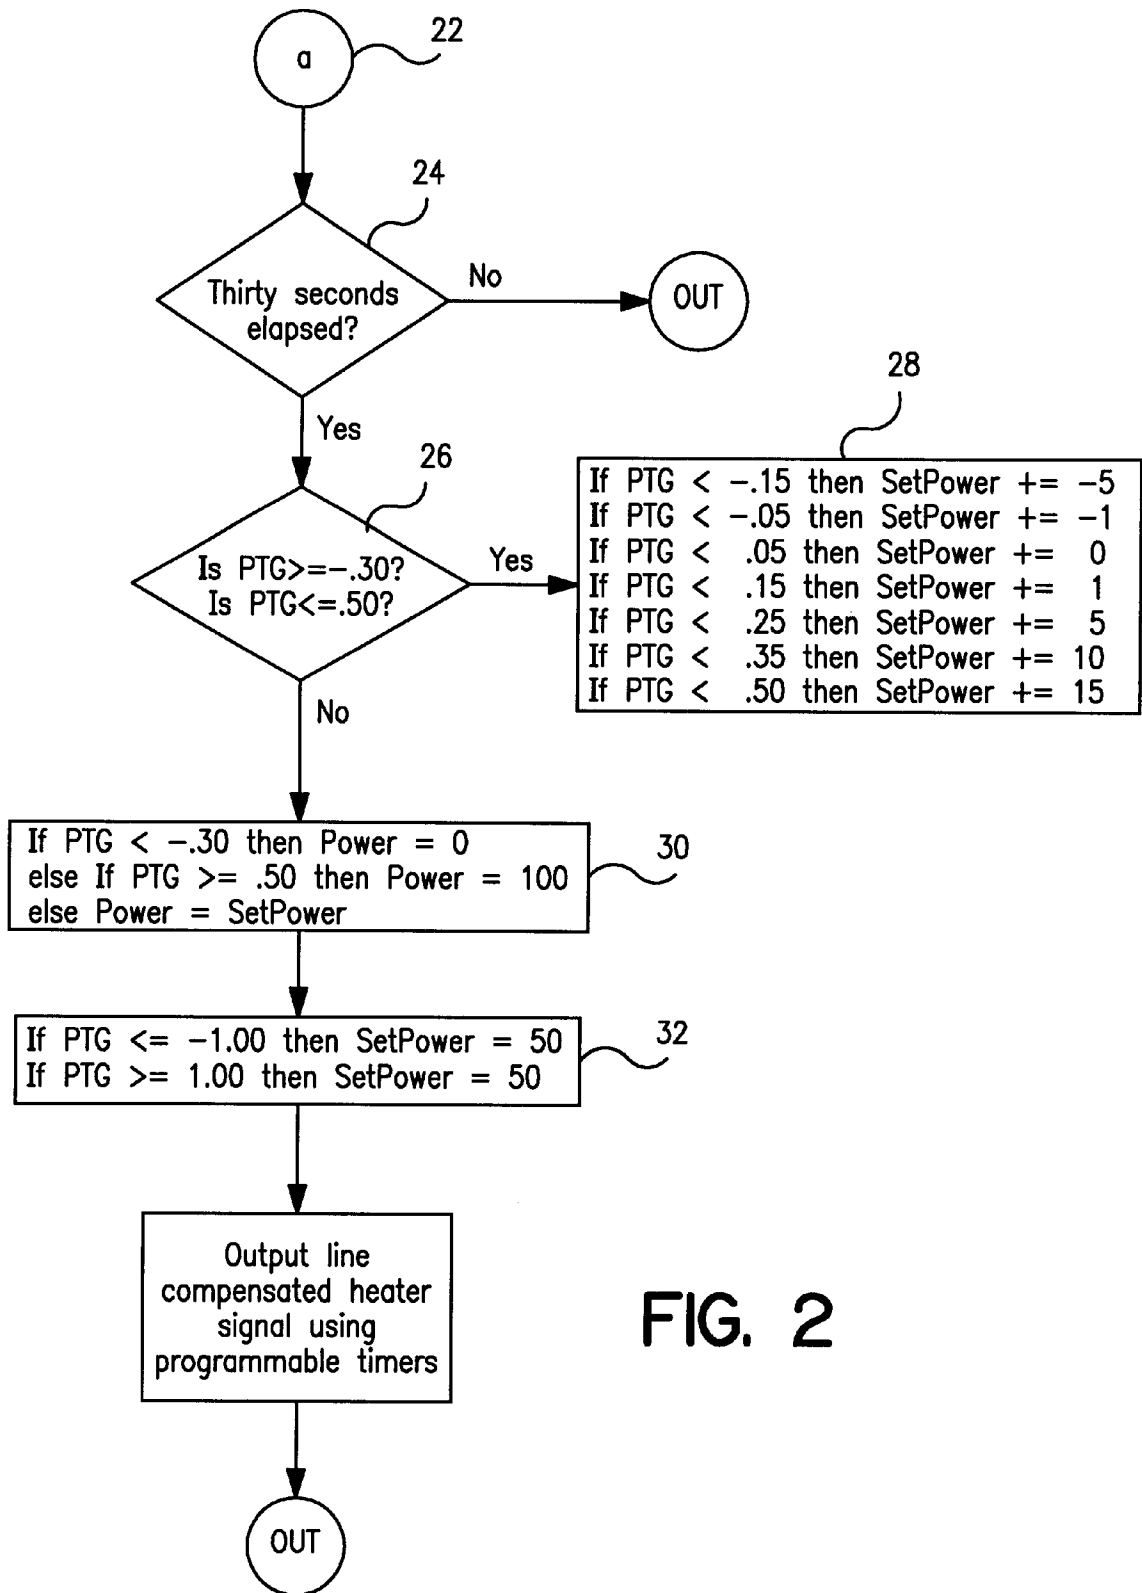 a
22
24
Thirty seconds
elapsed?
No
OUT
Yes
26
Is PTG>=-.30?
Is PTG<=.50?
Yes
28
If PTG < -.15 then SetPower += -5
If PTG < -.05 then SetPower += -1
If PTG < .05 then SetPower += 0
If PTG < .15 then SetPower += 1
If PTG < .25 then SetPower += 5
If PTG < .35 then SetPower += 10
If PTG < .50 then SetPower += 15
No
If PTG < -.30 then Power = 0
else If PTG >= .50 then Power = 100
else Power = SetPower
30
If PTG <= -1.00 then SetPower = 50
If PTG >= 1.00 then SetPower = 50
32
Output line
compensated heater
signal using
programmable timers
FIG. 2
OUT